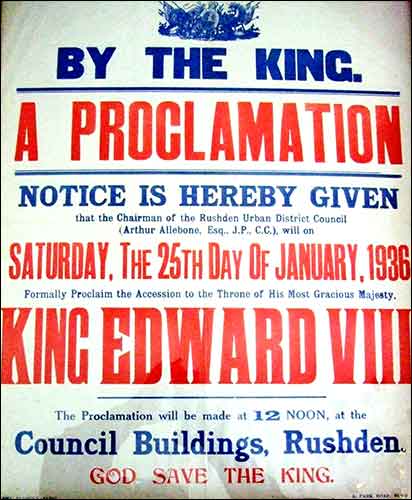 BY THE KING.
A PROCLAMATION
NOTICE IS HEREBY GIVEN
that the Chairman of the Rushden Urban District Council
(Arthur Allebone, Esq., J.P., C.C.), will on
SATURDAY, THE 25TH DAY OF JANUARY, 1936
Formally Proclaim the Accession to the Throne of His Most Gracious Majesty,
KING EDWARD VIII
The Proclamation will be made at 12 NOON, at the
Council Buildings, Rushden.
GOD SAVE THE KING.
PARK ROAD,